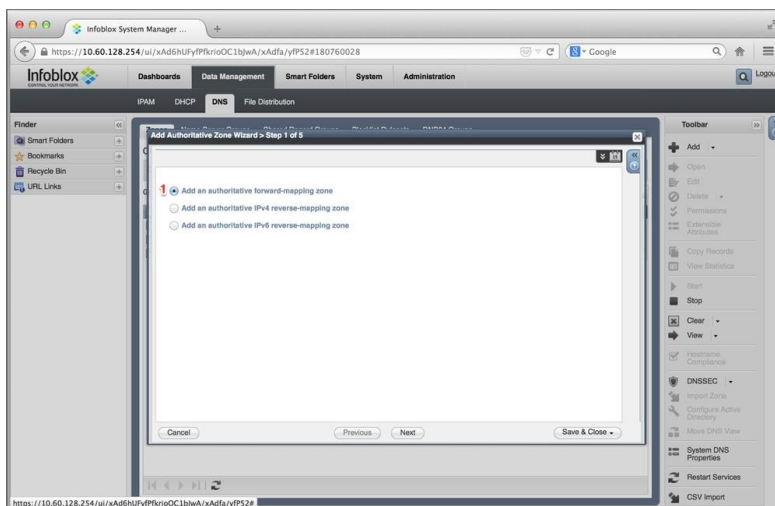 Infoblox System Manager ...
https://10.60.128.254/ui/xAd6hUFyfPfkrioOC1bJwA/xAdfa/yfP52#180760028
Google
Infoblox
CONTROL YOUR NETWORK
Dashboards
Data Management
Smart Folders
System
Administration
Logou
IPAM
DHCP
DNS
File Distribution
Finder
Smart Folders
Bookmarks
Recycle Bin
URL Links
Add Authoritative Zone Wizard > Step 1 of 5
1
Add an authoritative forward-mapping zone
Add an authoritative IPv4 reverse-mapping zone
Add an authoritative IPv6 reverse-mapping zone
Cancel
Previous
Next
Save & Close
Toolbar
Add
Open
Edit
Delete
Permissions
Extensible
Attributes
Copy Records
View Statistics
Start
Stop
Clear
View
Hostname
Compliance
DNSSEC
Import Zone
Configure Active
Directory
Move DNS View
System DNS
Properties
Restart Services
CSV Import
https://10.60.128.254/ui/xAd6hUFyfPfkrioOC1bJwA/xAdfa/yfP52#